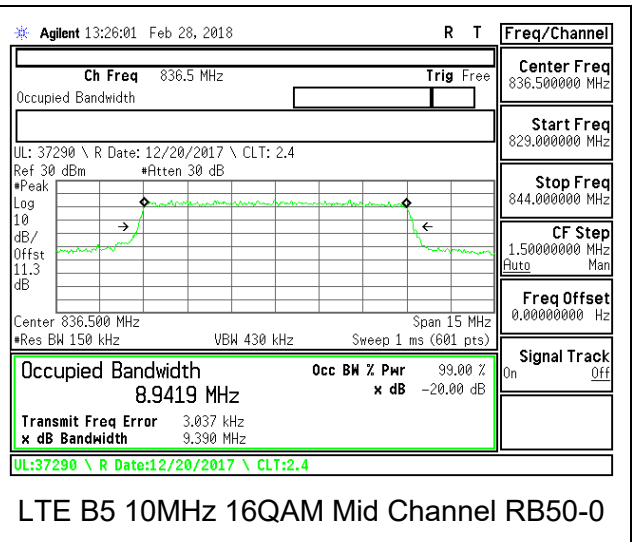 Agilent 13:26:01 Feb 28, 2018 R T
Freq/Channel
Ch Freq 836.5 MHz Trig Free
Occupied Bandwidth
Center Freq
836.500000 MHz
Start Freq
829.000000 MHz
Stop Freq
844.000000 MHz
CF Step
1.50000000 MHz
Auto Man
Freq Offset
0.00000000 Hz
Signal Track
On Off
UL: 37290 \ R Date: 12/20/2017 \ CLT: 2.4
Ref 30 dBm #Atten 30 dB
#Peak
Log
10
dB/
Offst
11.3
dB
Center 836.500 MHz Span 15 MHz
#Res BW 150 kHz VBW 430 kHz Sweep 1 ms (601 pts)
Occupied Bandwidth Occ BW % Pwr 99.00 %
8.9419 MHz x dB -20.00 dB
Transmit Freq Error 3.037 kHz
x dB Bandwidth 9.390 MHz
UL:37290 \ R Date:12/20/2017 \ CLT:2.4
LTE B5 10MHz 16QAM Mid Channel RB50-0